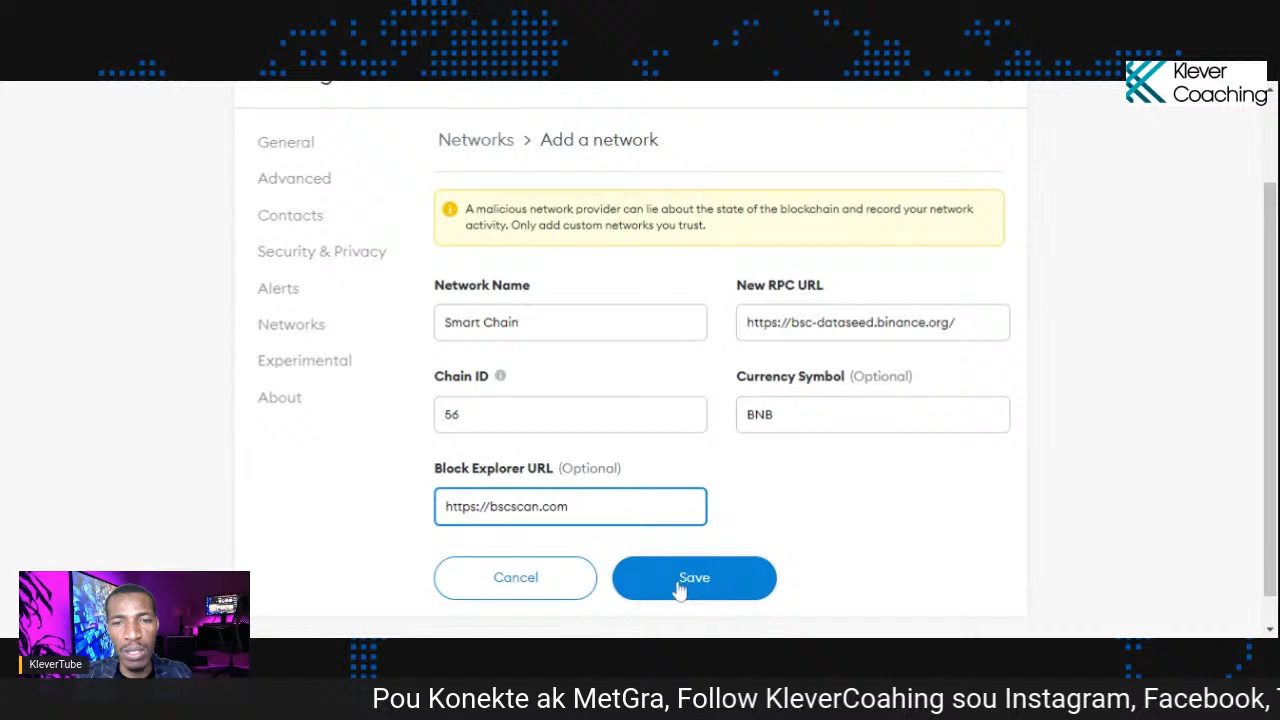 Klever
Coaching
General
Advanced
Contacts
Security & Privacy
Alerts
Networks
Experimental
About
Networks > Add a network
A malicious network provider can lie about the state of the blockchain and record your network
activity. Only add custom networks you trust.
Network Name
Smart Chain
New RPC URL
https://bsc-dataseed.binance.org/
Chain ID
56
Currency Symbol (Optional)
BNB
Block Explorer URL (Optional)
https://bscscan.com
Cancel
Save
KleverTube
Pou Konekte ak MetGra, Follow KleverCoahing sou Instagram, Facebook,